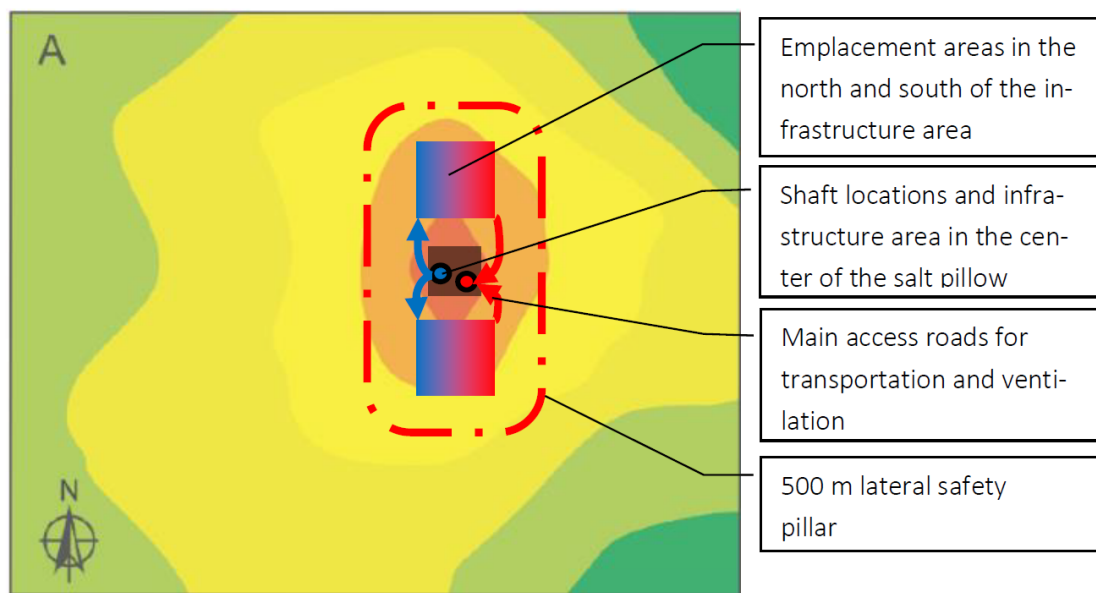 A
Emplacement areas in the
north and south of the in-
frastructure area
Shaft locations and infra-
structure area in the cen-
ter of the salt pillow
Main access roads for
transportation and venti-
lation
500 m lateral safety
pillar
N